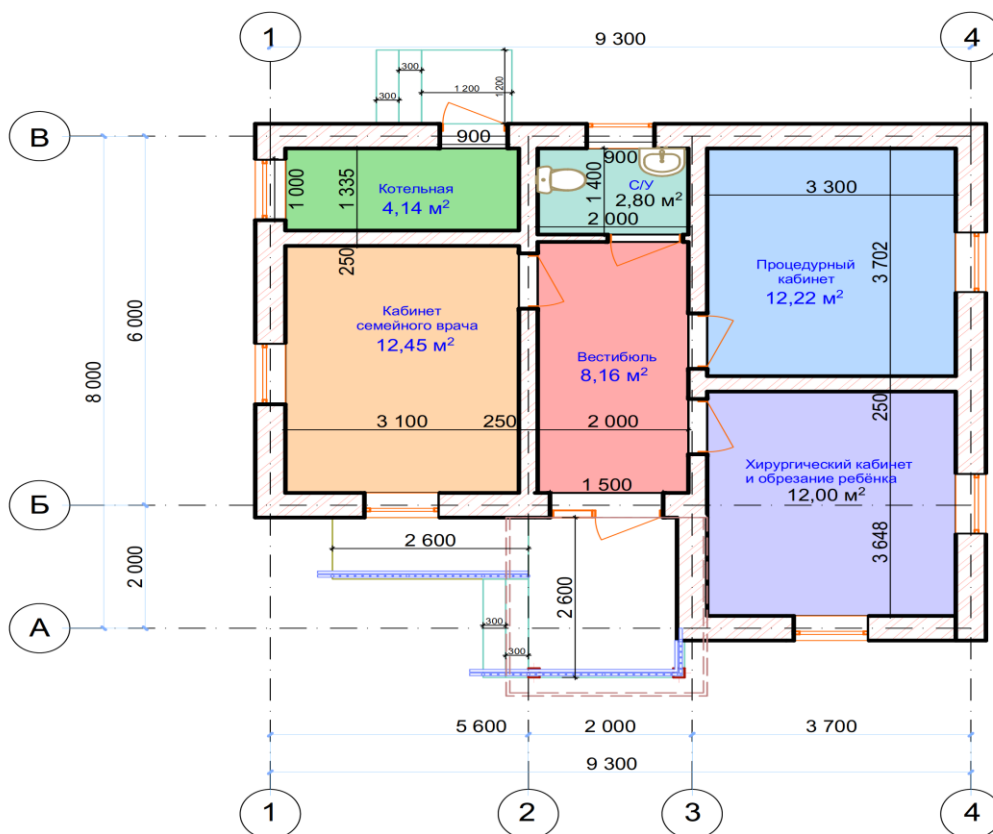 1
4
9 300
300
300
1 200
1 200
В
900
900
Котельная
4,14 м²
1 000
1 335
250
1 400
С/У
2,80 м²
2 000
3 300
3 702
Процедурный
кабинет
12,22 м²
6 000
8 000
Кабинет
семейного врача
12,45 м²
Вестибюль
8,16 м²
3 100
250
2 000
250
1 500
Хирургический кабинет
и обрезание ребёнка
12,00 м²
3 648
Б
2 000
2 600
2 600
300
300
А
5 600
2 000
3 700
9 300
1
2
3
4